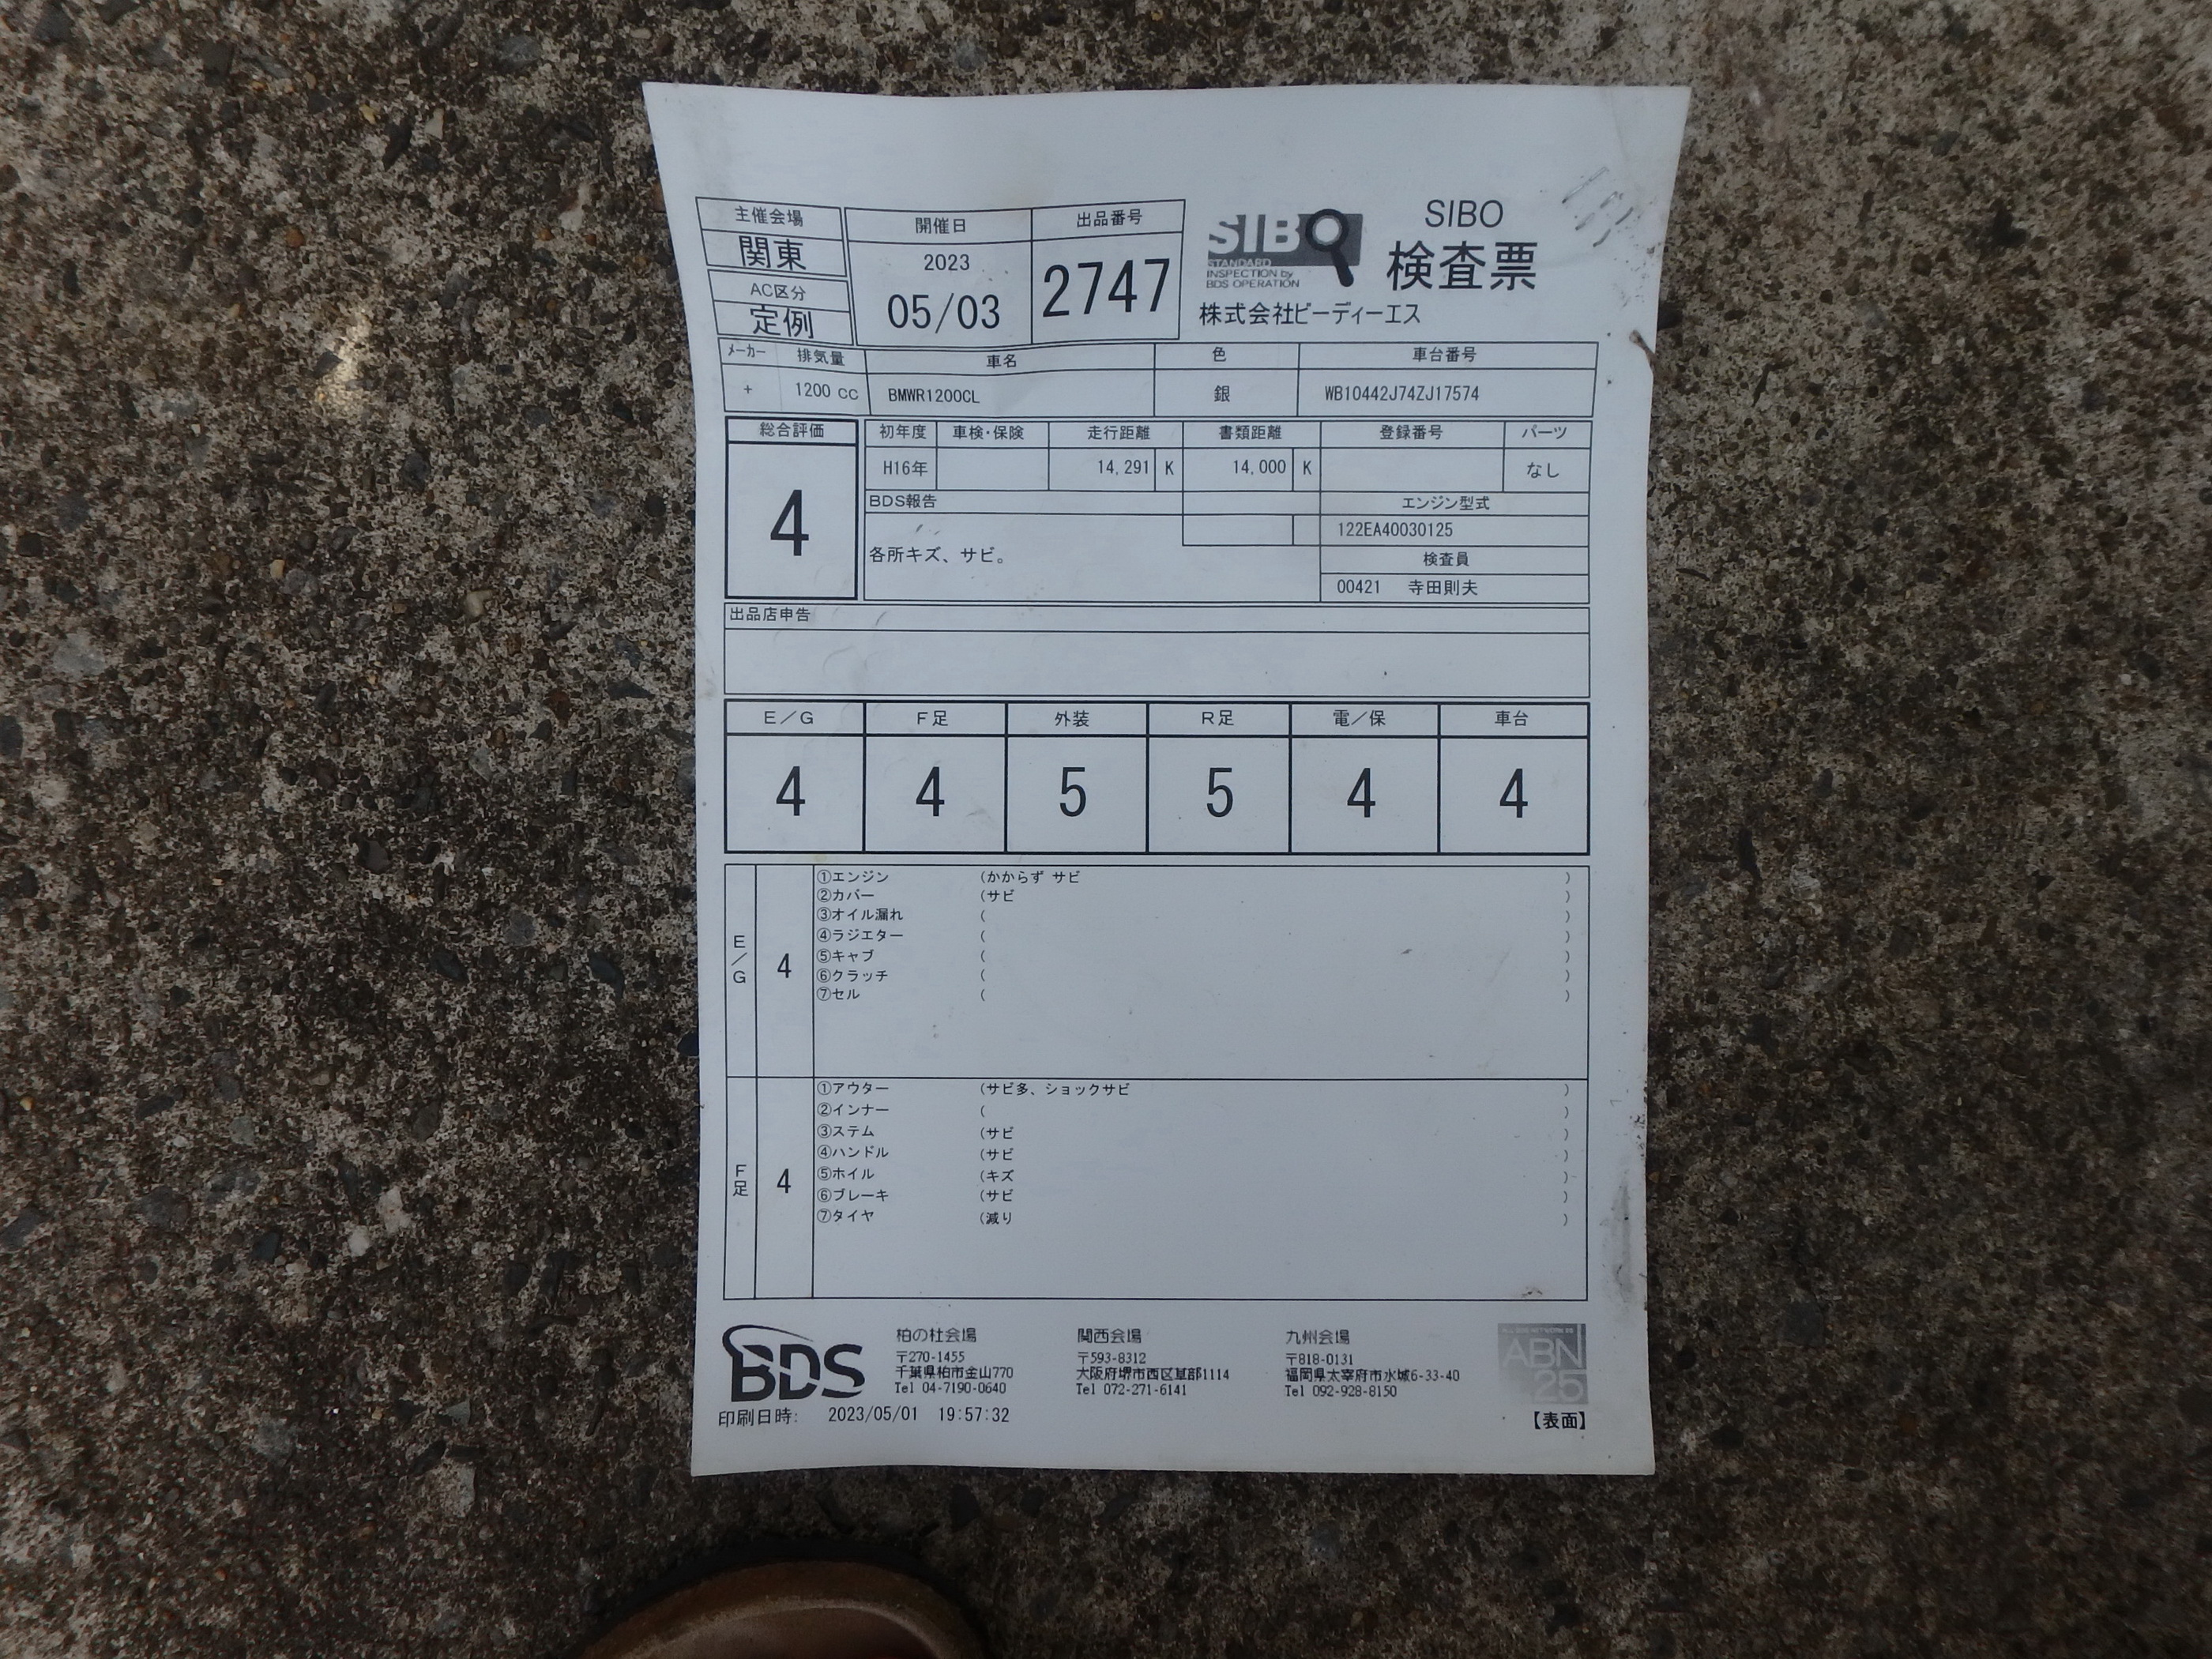 主催会場
関東
AC区分
定例
開催日
2023
05/03
出品番号
2747
SIBO
STANDARD
INSPECTION by
BDS OPERATION
SIBO
検査票
株式会社ビーディーエス
メーカー 排気量 車名 色 車台番号
+ 1200 CC BMWR1200CL 銀 WB10442J74ZJ17574
総合評価
4
初年度 車検・保険 走行距離 書類距離 登録番号 パーツ
H16年 14,291 K 14,000 K なし
BDS報告
各所キズ、サビ。
エンジン型式
122EA40030125
検査員
00421 寺田則夫
出品店申告
E/G F足 外装 R足 電/保 車台
4 4 5 5 4 4
E/G
4
①エンジン (かからず サビ )
②カバー (サビ )
③オイル漏れ ( )
④ラジエター ( )
⑤キャブ ( )
⑥クラッチ ( )
⑦セル ( )
F足
4
①アウター (サビ多、ショックサビ )
②インナー ( )
③ステム (サビ )
④ハンドル (サビ )
⑤ホイル (キズ )
⑥ブレーキ (サビ )
⑦タイヤ (減り )
BDS
柏の杜会場
〒270-1455
千葉県柏市金山770
Tel 04-7190-0640
関西会場
〒593-8312
大阪府堺市西区草部1114
Tel 072-271-6141
九州会場
〒818-0131
福岡県太宰府市水城6-33-40
Tel 092-928-8150
ABN
25
印刷日時: 2023/05/01 19:57:32
【表面】